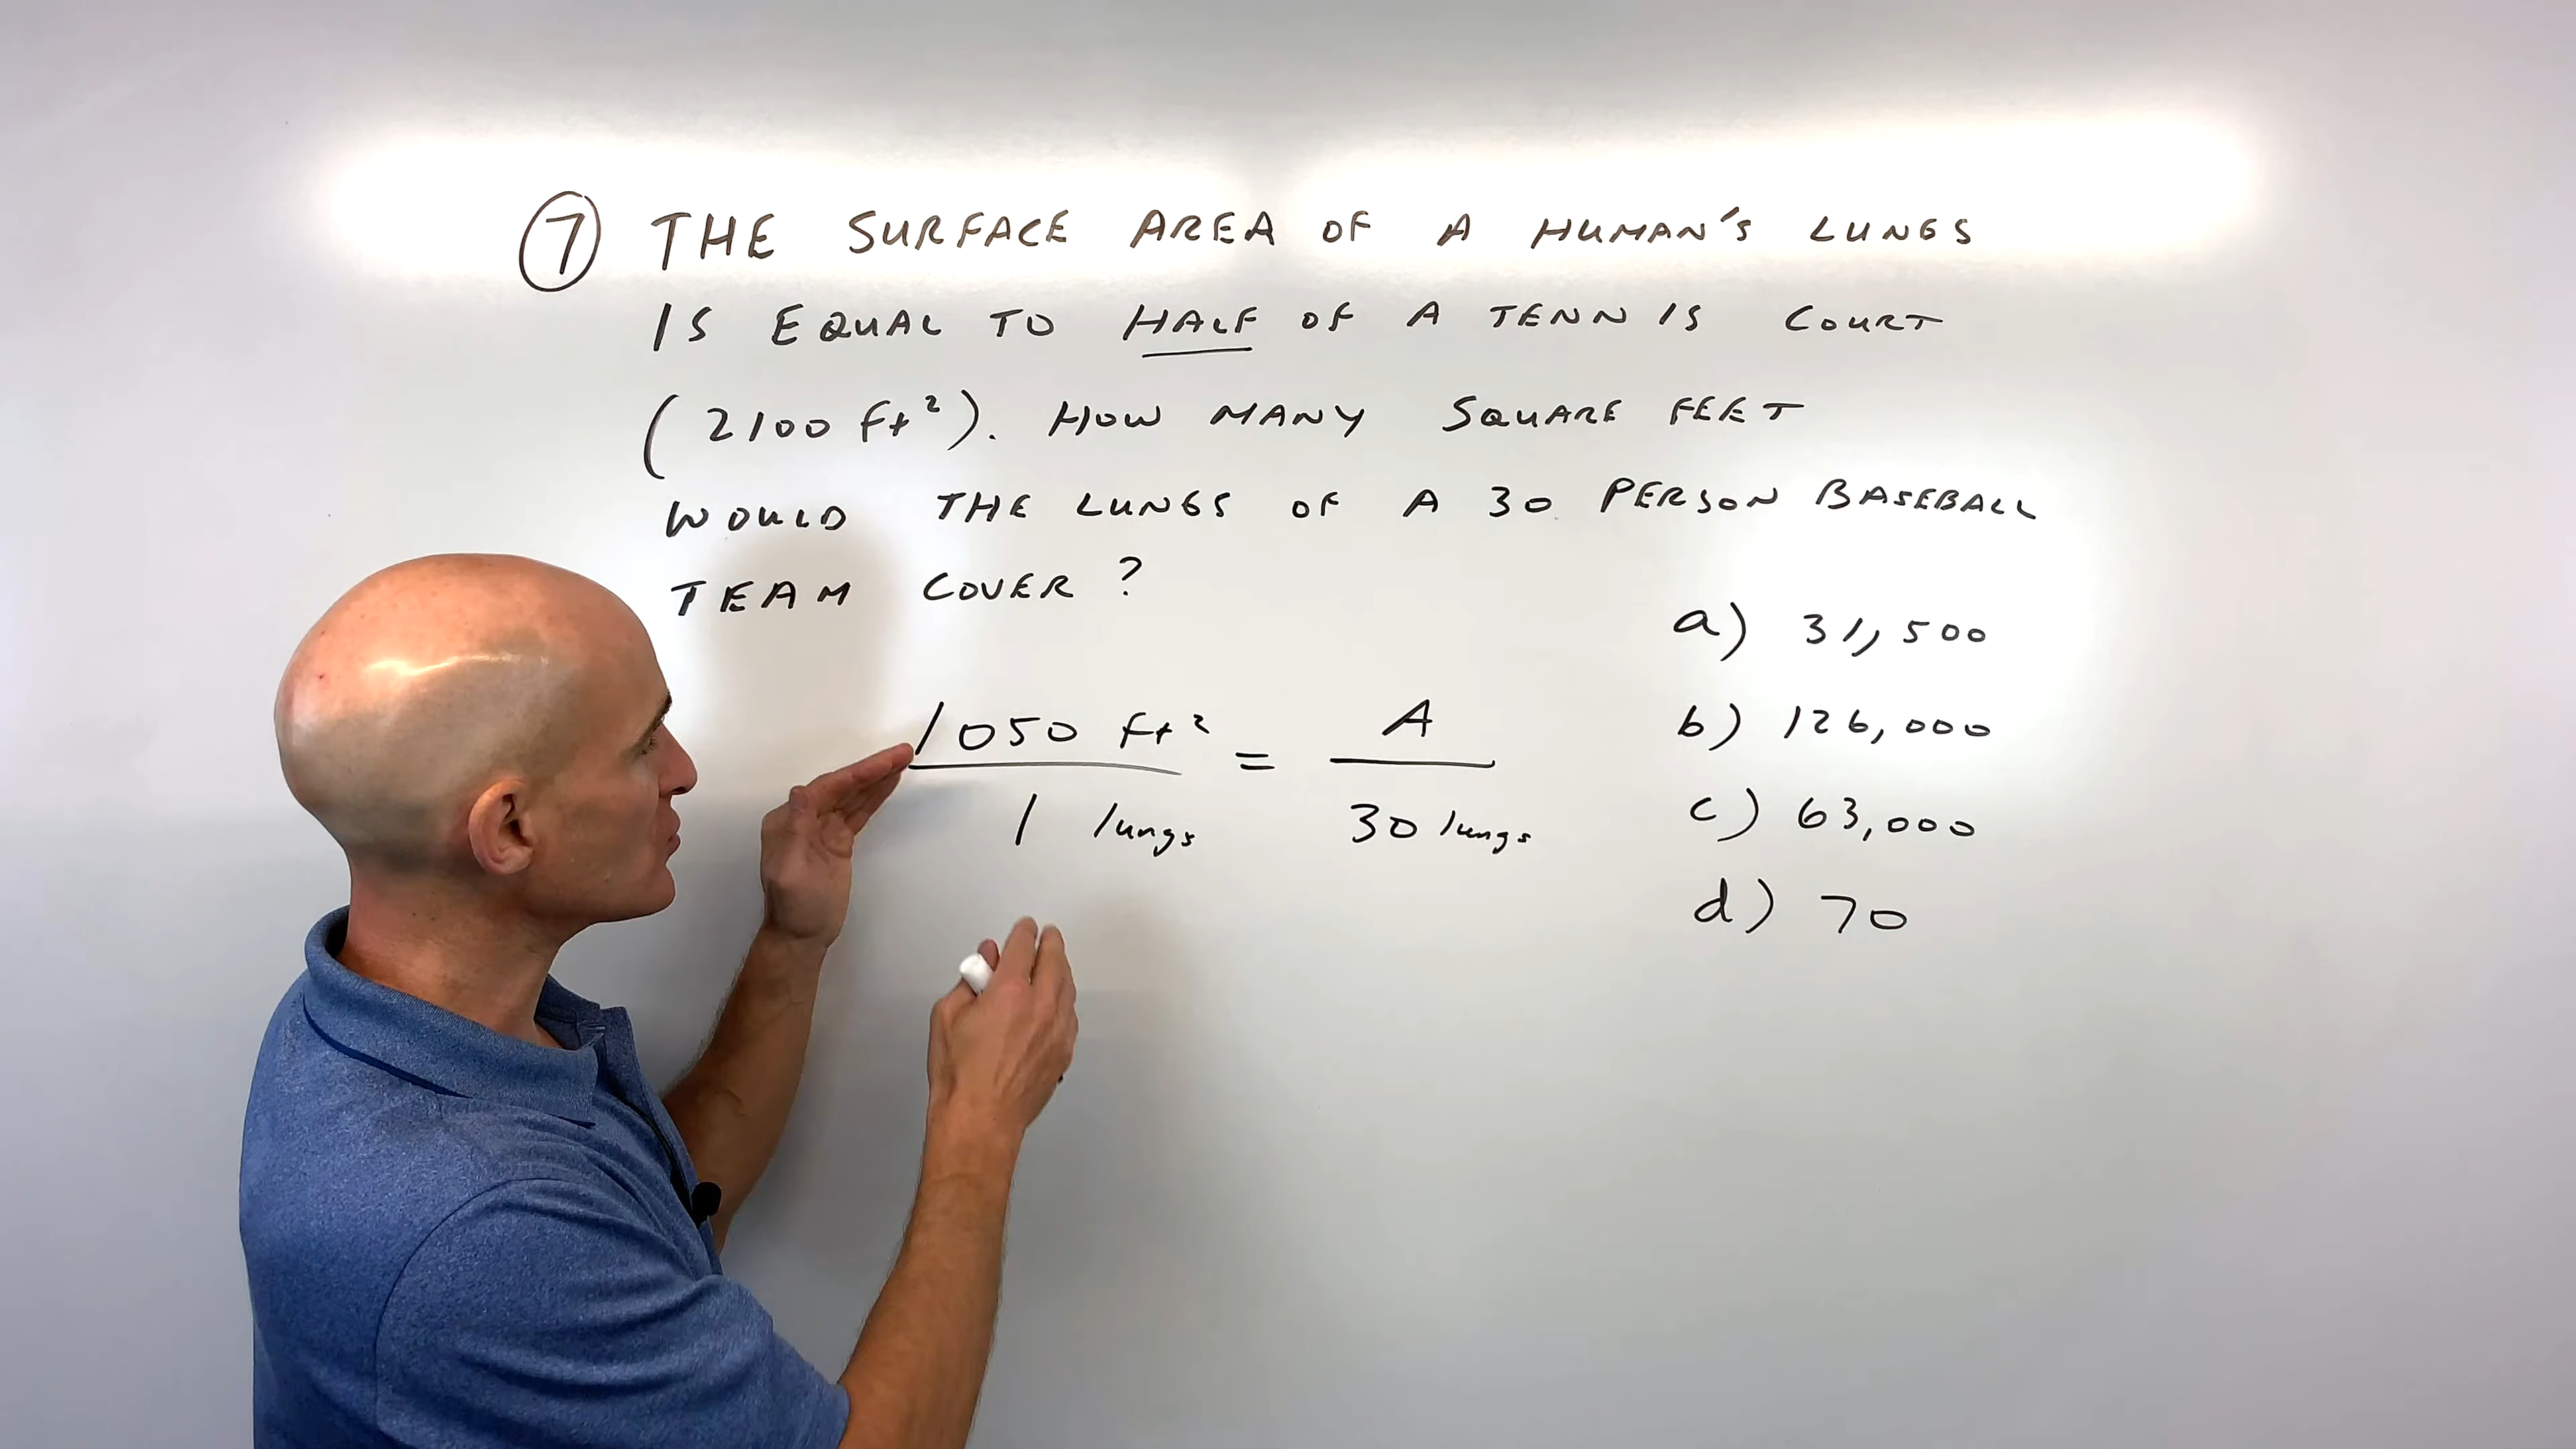 7 THE SURFACE AREA OF A HUMAN'S LUNGS
IS EQUAL TO HALF OF A TENNIS COURT
(2100 ft²). HOW MANY SQUARE FEET
WOULD THE LUNGS OF A 30 PERSON BASEBALL
TEAM COVER?
1050 ft² = A
1 lungs 30 lungs
a) 31,500
b) 126,000
c) 63,000
d) 70